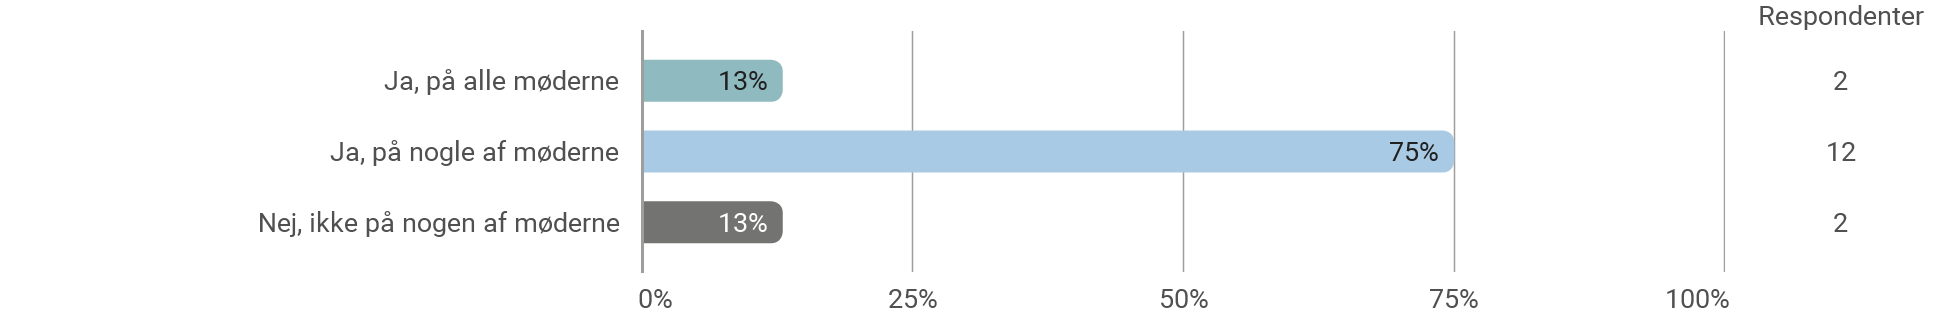 Respondenter
Ja, på alle møderne 13% 2
Ja, på nogle af møderne 75% 12
Nej, ikke på nogen af møderne 13% 2
0% 25% 50% 75% 100%